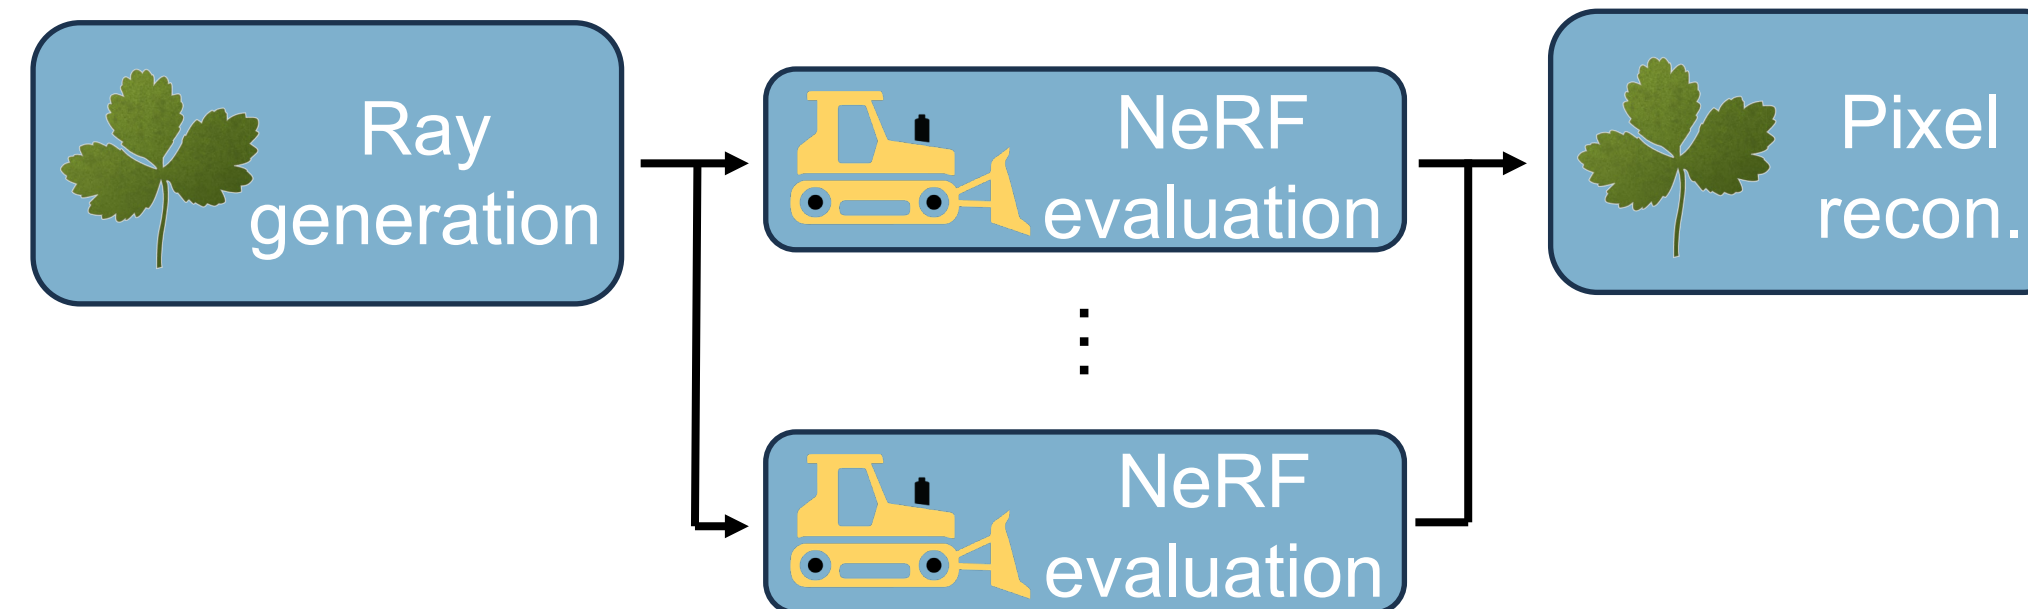 Ray
generation
NeRF
evaluation
⋮
NeRF
evaluation
Pixel
recon.